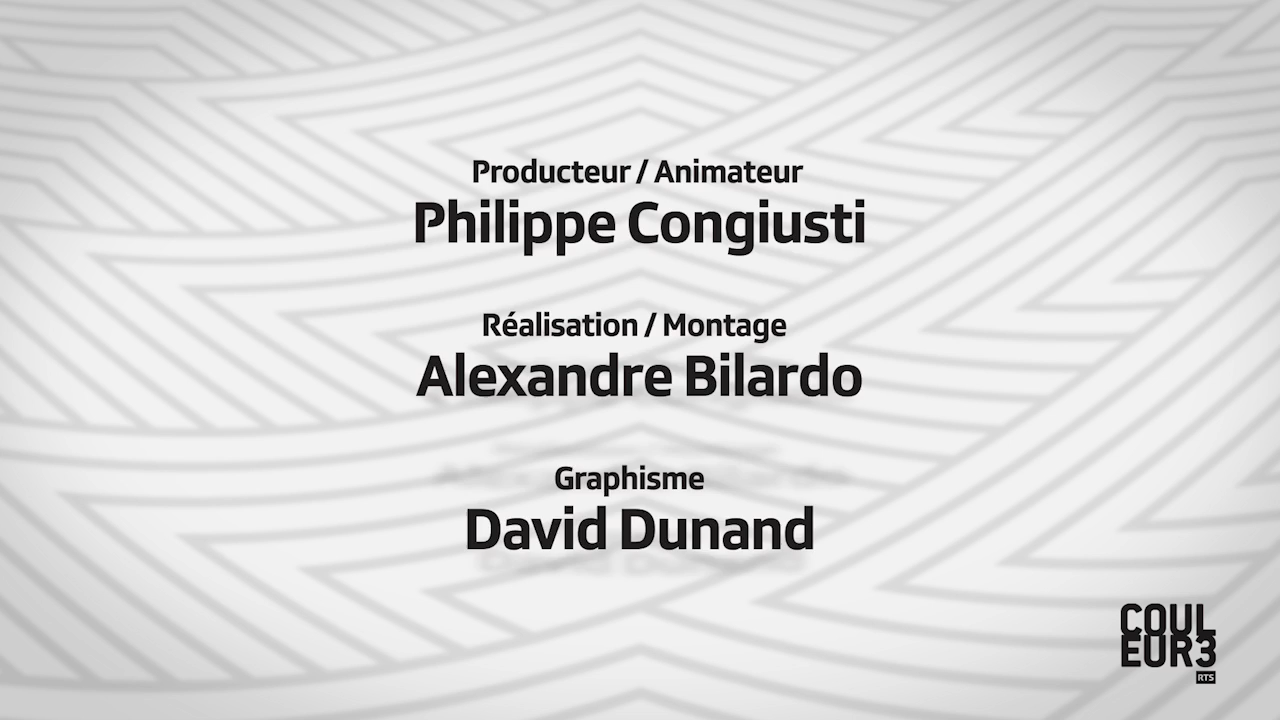 Producteur / Animateur
Philippe Congiusti
Réalisation / Montage
Alexandre Bilardo
Graphisme
David Dunand
COUL
EUR3
RTS